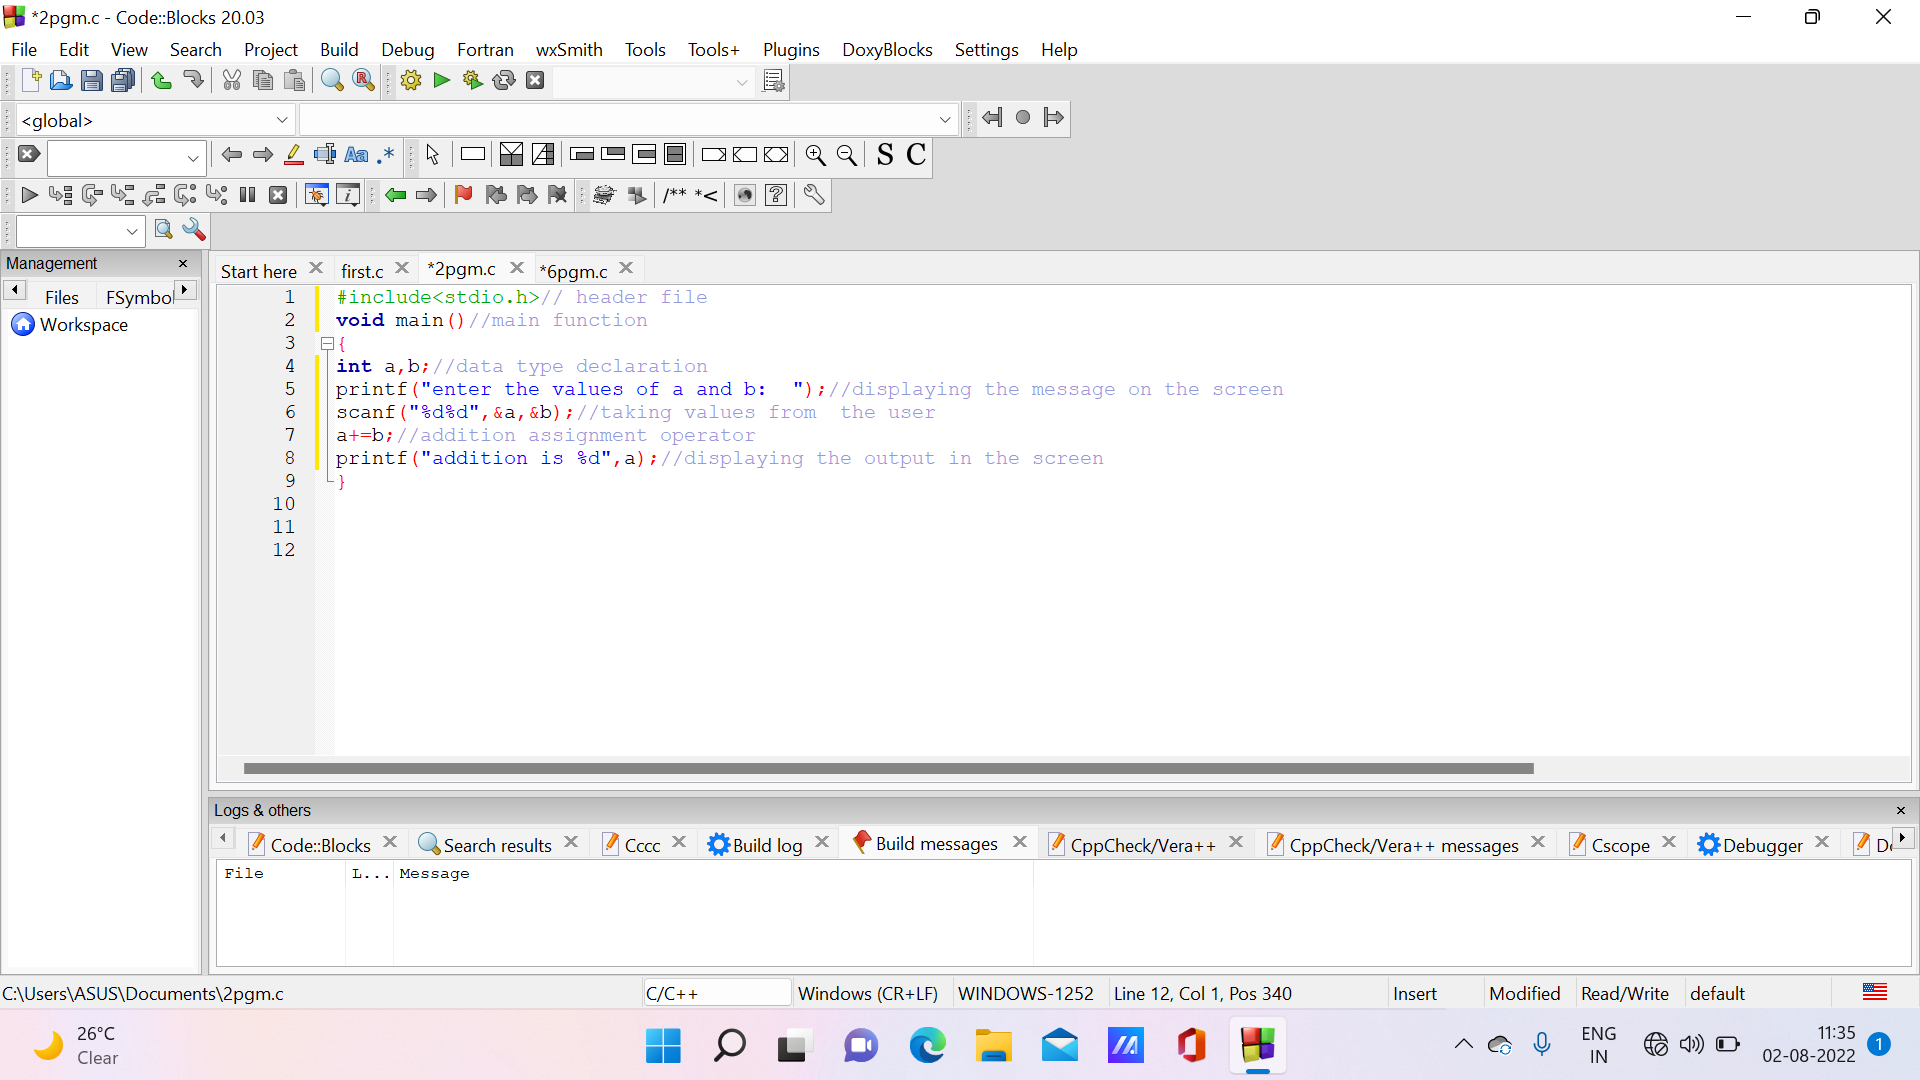 *2pgm.c - Code::Blocks 20.03
File Edit View Search Project Build Debug Fortran wxSmith Tools Tools+ Plugins DoxyBlocks Settings Help
<global>
Aa .* S C
/** *<
Management
Files FSymbol
Workspace
Start here first.c *2pgm.c *6pgm.c
1 #include<stdio.h>// header file
2 void main()//main function
3 {
4 int a,b;//data type declaration
5 printf("enter the values of a and b:  ");//displaying the message on the screen
6 scanf("%d%d",&a,&b);//taking values from  the user
7 a+=b;//addition assignment operator
8 printf("addition is %d",a);//displaying the output in the screen
9 }
10
11
12
Logs & others
Code::Blocks Search results Cccc Build log Build messages CppCheck/Vera++ CppCheck/Vera++ messages Cscope Debugger
File L... Message
C:\Users\ASUS\Documents\2pgm.c C/C++ Windows (CR+LF) WINDOWS-1252 Line 12, Col 1, Pos 340 Insert Modified Read/Write default
26°C
Clear
ENG
IN
11:35
02-08-2022
1